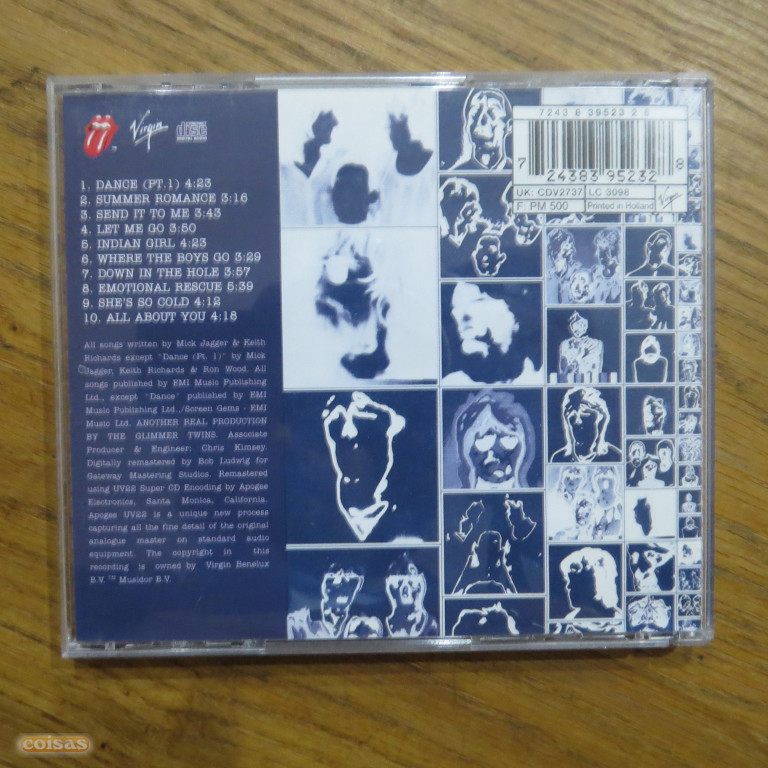 Virgin
COMPACT
disc
DIGITAL AUDIO
1. DANCE (PT.1) 4:23
2. SUMMER ROMANCE 3:16
3. SEND IT TO ME 3:43
4. LET ME GO 3:50
5. INDIAN GIRL 4:23
6. WHERE THE BOYS GO 3:29
7. DOWN IN THE HOLE 3:57
8. EMOTIONAL RESCUE 5:39
9. SHE'S SO COLD 4:12
10. ALL ABOUT YOU 4:18
All songs written by Mick Jagger & Keith
Richards except "Dance (Pt. 1)" by Mick
Jagger, Keith Richards & Ron Wood. All
songs published by EMI Music Publishing
Ltd., except "Dance" published by EMI
Music Publishing Ltd.,/Screen Gems - EMI
Music Ltd. ANOTHER REAL PRODUCTION
BY THE GLIMMER TWINS. Associate
Producer & Engineer: Chris Kimsey.
Digitally remastered by Bob Ludwig for
Gateway Mastering Studios. Remastered
using UV22 Super CD Encoding by Apogee
Electronics, Santa Monica, California.
Apogee UV22 is a unique new process
capturing all the fine detail of the original
analogue master on standard audio
equipment. The copyright in this
recording is owned by Virgin Benelux
B.V. TM Musidor B.V.
7243 8 39523 2 8
7 24383 95232 8
UK: CDV2737 LC 3098
F: PM 500 Printed in Holland Virgin
coisas